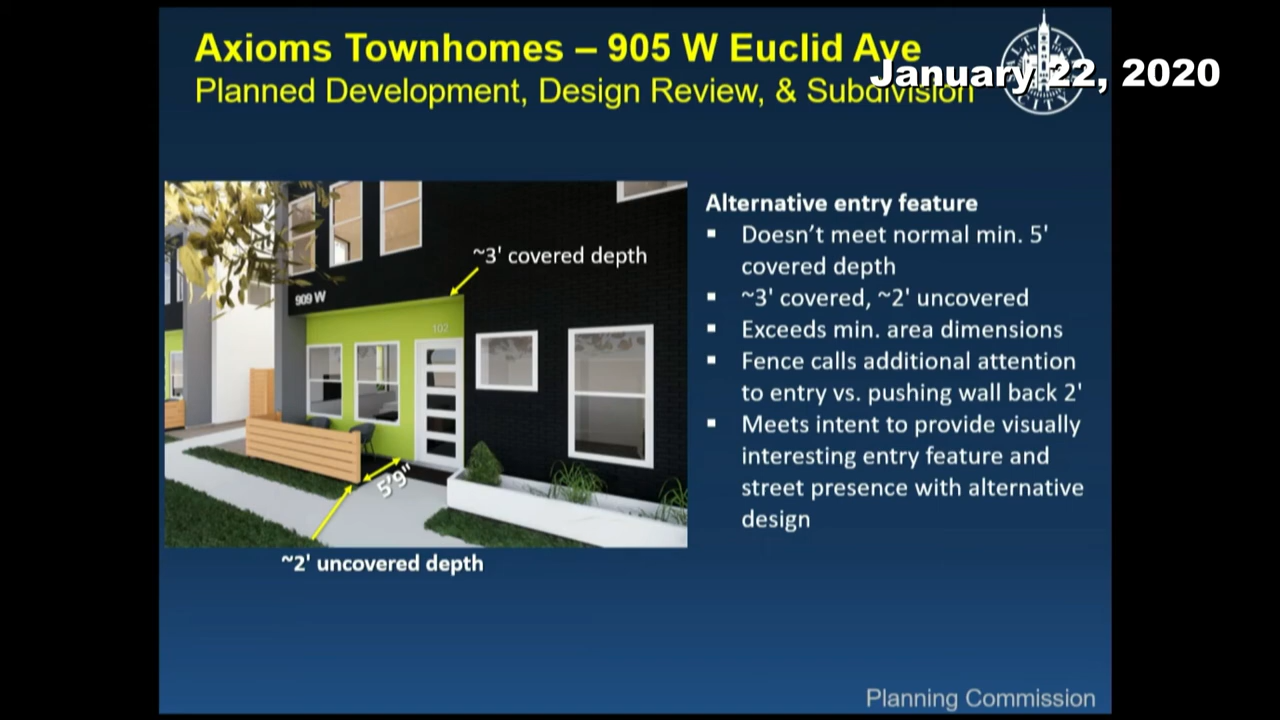 Axioms Townhomes – 905 W Euclid Ave
Planned Development, Design Review, & Subdivision
January 22, 2020
SALT LAKE
CITY
~3' covered depth
909 W
102
5'9"
~2' uncovered depth
Alternative entry feature
▪ Doesn't meet normal min. 5'
covered depth
▪ ~3' covered, ~2' uncovered
▪ Exceeds min. area dimensions
▪ Fence calls additional attention
to entry vs. pushing wall back 2'
▪ Meets intent to provide visually
interesting entry feature and
street presence with alternative
design
Planning Commission